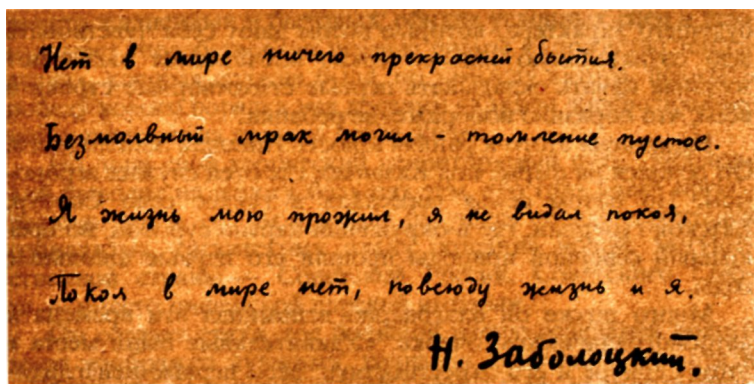 Нет в мире ничего прекрасней бытия.
Безмолвный мрак могил - томление пустое.
Я жизнь мою прожил, я не видал покоя,
Покоя в мире нет, повсюду жизнь и я.
Н. Заболоцкий.